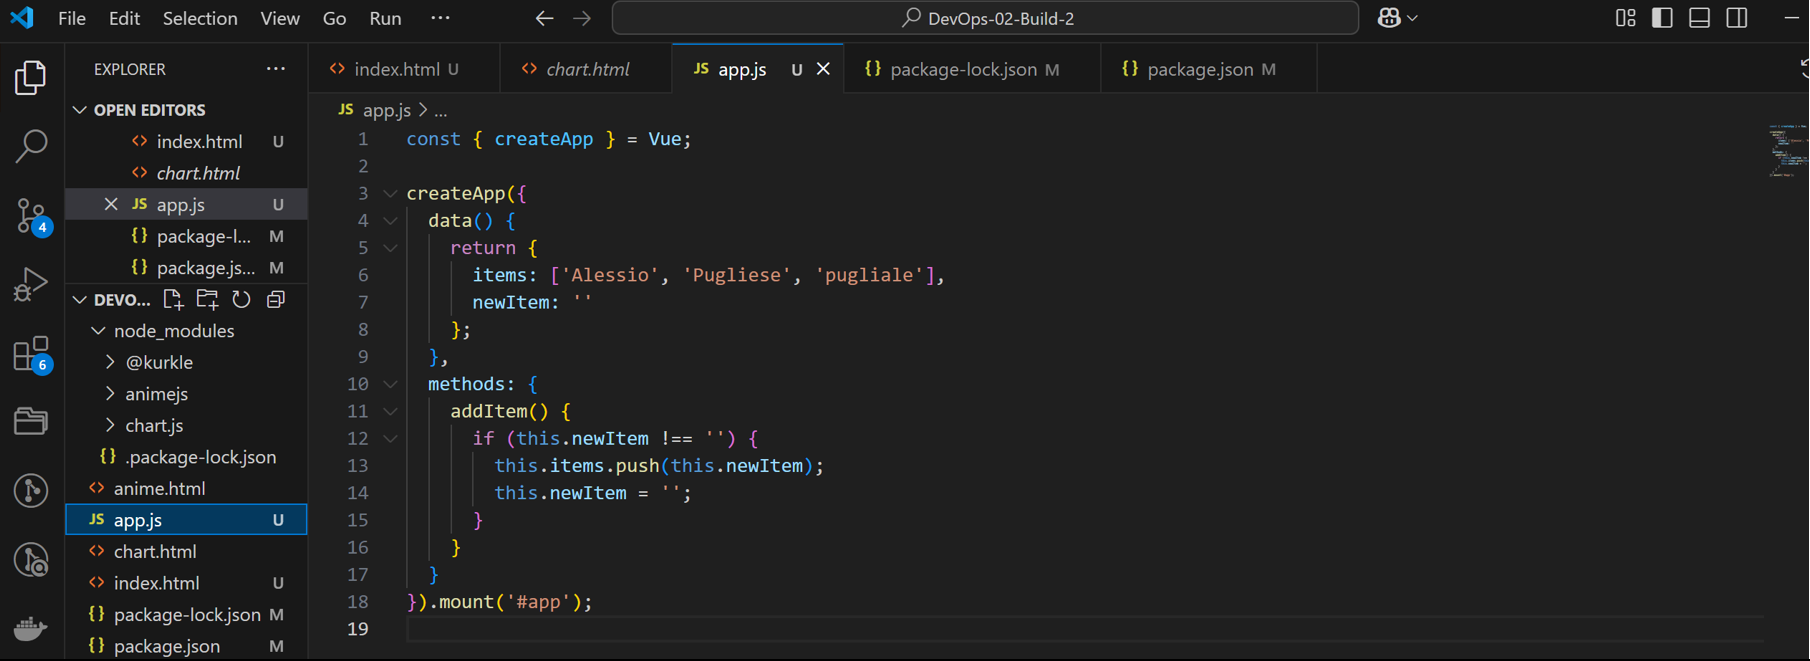 File Edit Selection View Go Run ··· DevOps-02-Build-2
EXPLORER ···
OPEN EDITORS
index.html U
chart.html
JS app.js U
{} package-l... M
{} package.js... M
DEVO...
node_modules
@kurkle
animejs
chart.js
{} .package-lock.json
anime.html
JS app.js U
chart.html
index.html U
{} package-lock.json M
{} package.json M
4
6
index.html U
chart.html
JS app.js U
{} package-lock.json M
{} package.json M
JS app.js > ...
1 const { createApp } = Vue;
2
3 createApp({
4 data() {
5 return {
6 items: ['Alessio', 'Pugliese', 'pugliale'],
7 newItem: ''
8 };
9 },
10 methods: {
11 addItem() {
12 if (this.newItem !== '') {
13 this.items.push(this.newItem);
14 this.newItem = '';
15 }
16 }
17 }
18 }).mount('#app');
19